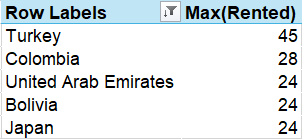 Row Labels Max(Rented)
Turkey 45
Colombia 28
United Arab Emirates 24
Bolivia 24
Japan 24